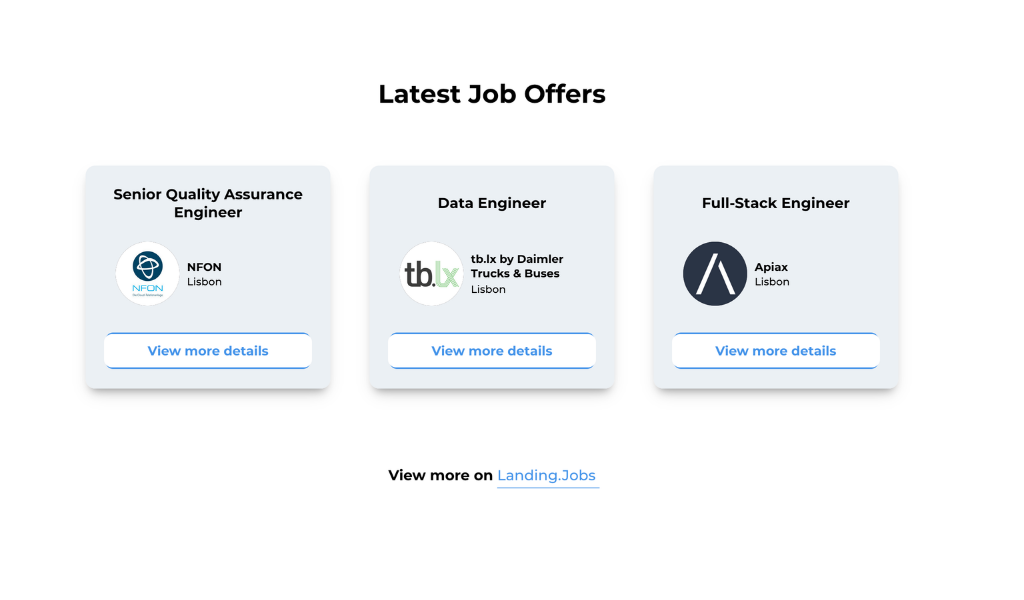 Latest Job Offers
Senior Quality Assurance
Engineer
NFON
NFON
Lisbon
View more details
Data Engineer
tb.lx
tb.lx by Daimler
Trucks & Buses
Lisbon
View more details
Full-Stack Engineer
Apiax
Lisbon
View more details
View more on Landing.Jobs